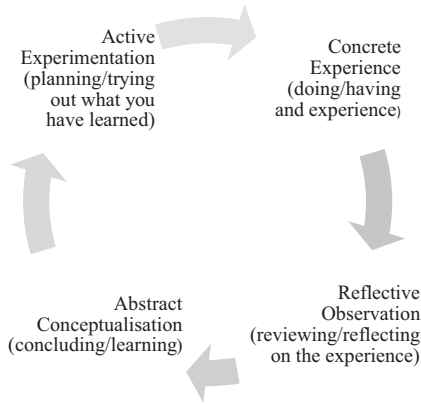 Active
Experimentation
(planning/trying
out what you
have learned)
Concrete
Experience
(doing/having
and experience)
Reflective
Observation
(reviewing/reflecting
on the experience)
Abstract
Conceptualisation
(concluding/learning)